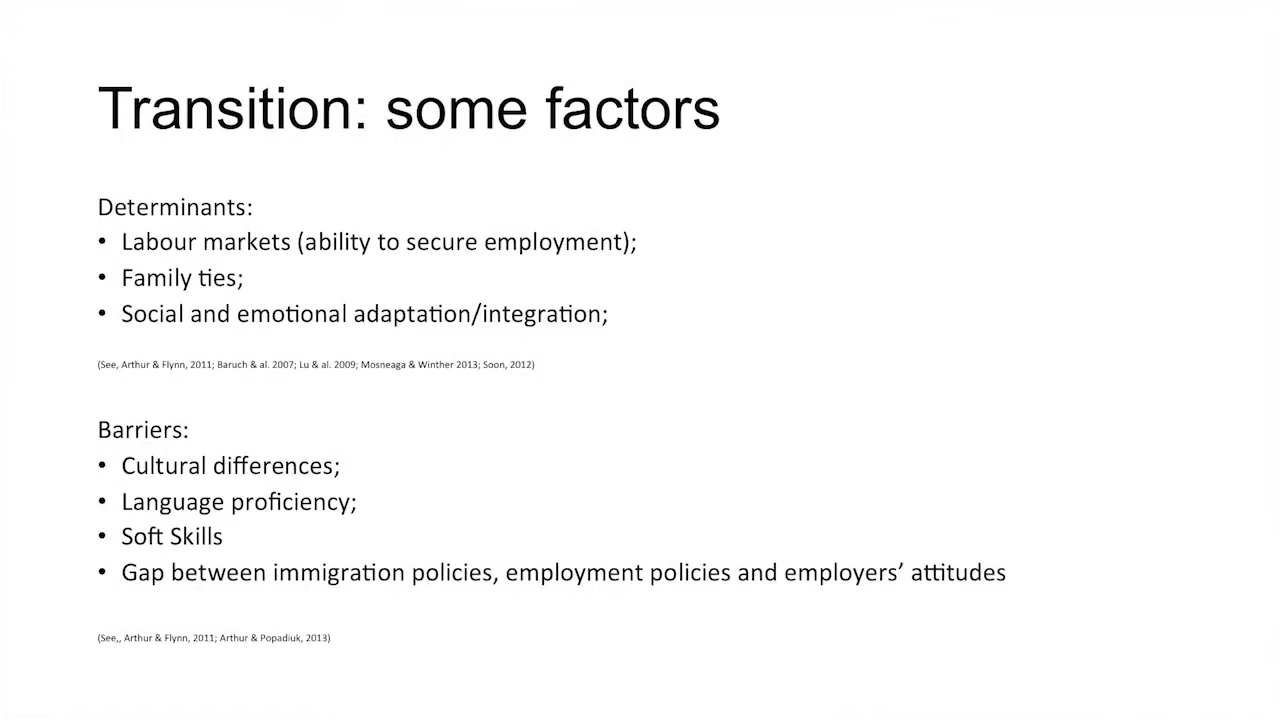 Transition: some factors
Determinants:
• Labour markets (ability to secure employment);
• Family ties;
• Social and emotional adaptation/integration;
(See, Arthur & Flynn, 2011; Baruch & al. 2007; Lu & al. 2009; Mosneaga & Winther 2013; Soon, 2012)
Barriers:
• Cultural differences;
• Language proficiency;
• Soft Skills
• Gap between immigration policies, employment policies and employers’ attitudes
(See,, Arthur & Flynn, 2011; Arthur & Popadiuk, 2013)